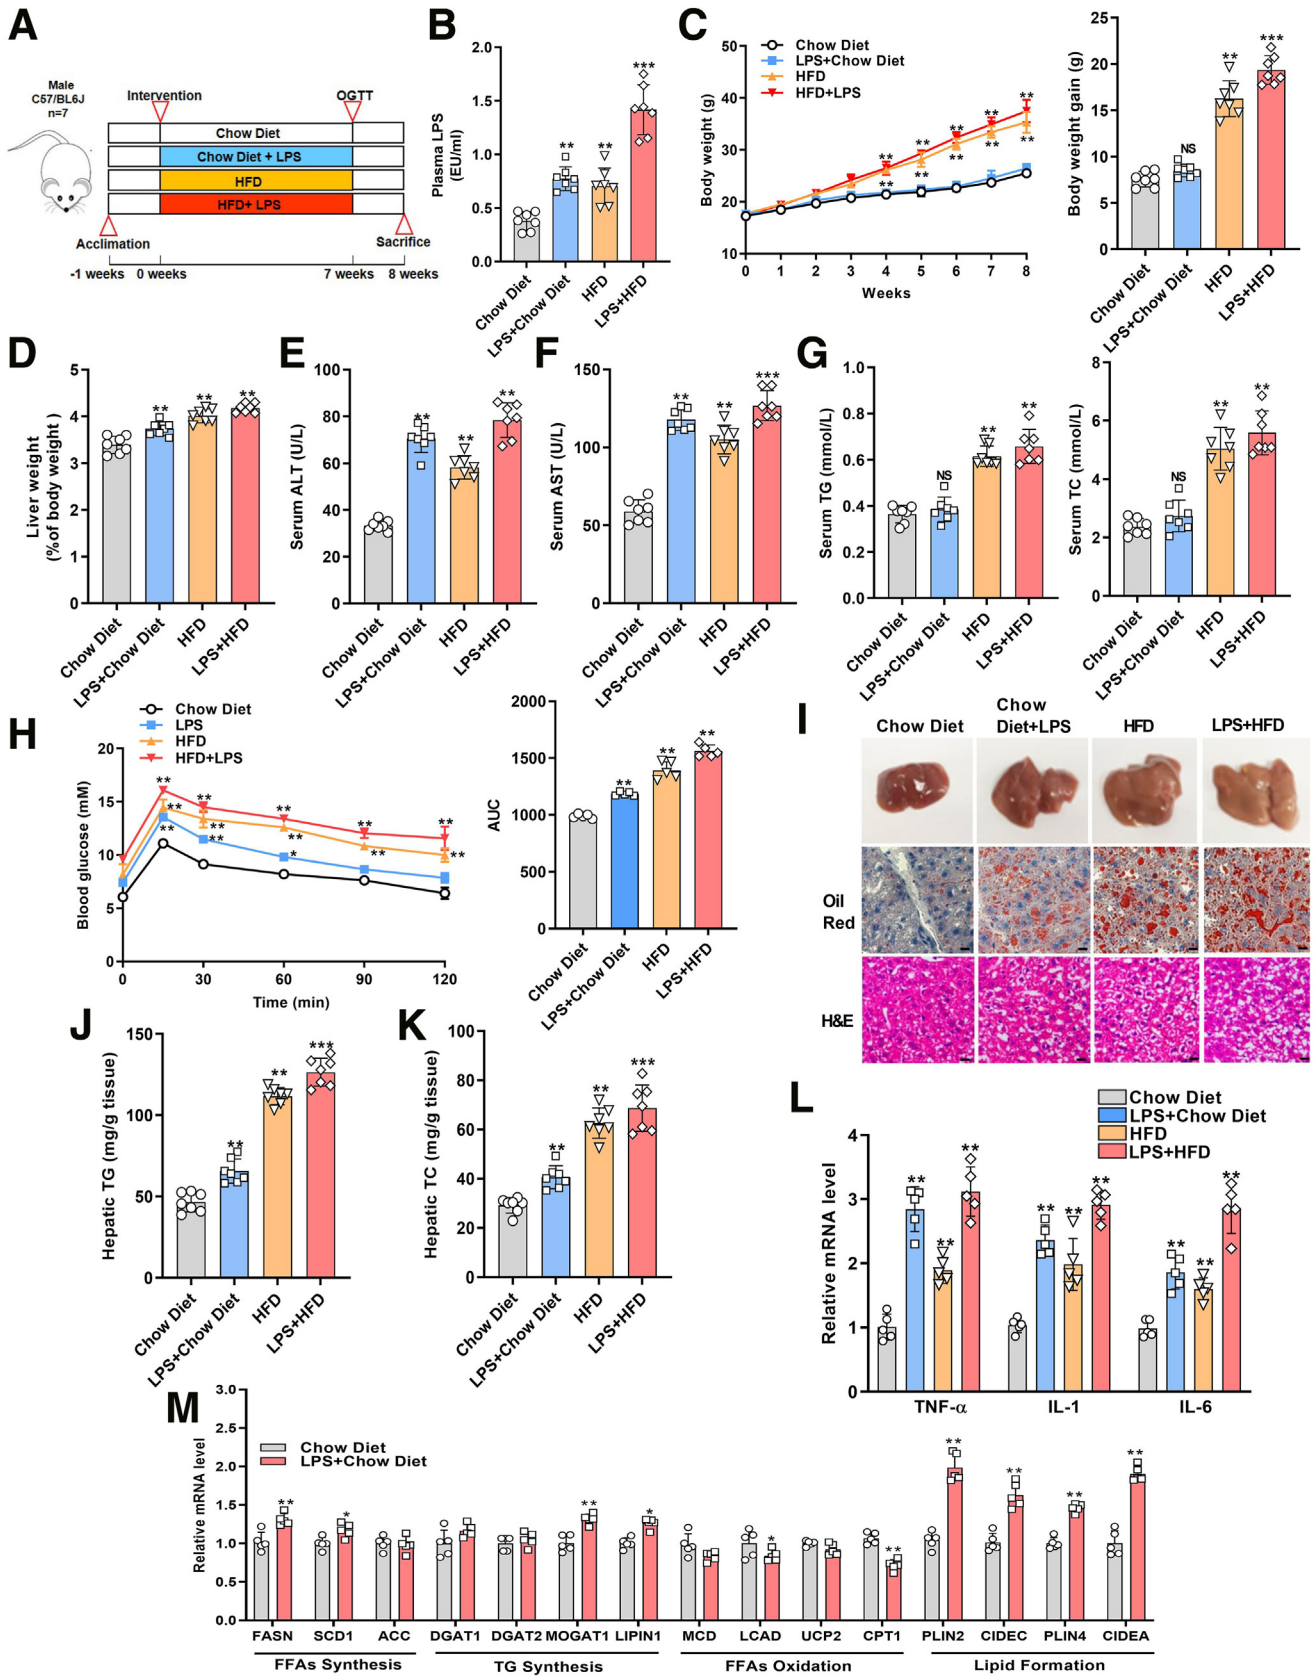 A
Male
C57/BL6J
n=7
Intervention
OGTT
Chow Diet
Chow Diet + LPS
HFD
HFD+ LPS
Acclimation
Sacrifice
-1 weeks
0 weeks
7 weeks
8 weeks
B
Plasma LPS
(EU/ml)
2.0
1.5
1.0
0.5
0.0
**
**
***
Chow Diet
LPS+Chow Diet
HFD
LPS+HFD
C
Chow Diet
LPS+Chow Diet
HFD
HFD+LPS
Body weight (g)
50
40
30
20
10
** ** ** ** **
** ** ** ** **
0 1 2 3 4 5 6 7 8
Weeks
Body weight gain (g)
25
20
15
10
5
0
NS
**
***
Chow Diet
LPS+Chow Diet
HFD
LPS+HFD
D
Liver weight
(%of body weight)
5
4
3
2
1
0
**
**
**
Chow Diet
LPS+Chow Diet
HFD
LPS+HFD
E
Serum ALT (U/L)
100
80
60
40
20
0
**
**
**
Chow Diet
LPS+Chow Diet
HFD
LPS+HFD
F
Serum AST (U/L)
150
100
50
0
**
**
***
Chow Diet
LPS+Chow Diet
HFD
LPS+HFD
G
Serum TG (mmol/L)
1.0
0.8
0.6
0.4
0.2
0.0
NS
**
**
Chow Diet
LPS+Chow Diet
HFD
LPS+HFD
Serum TC (mmol/L)
8
6
4
2
0
NS
**
**
Chow Diet
LPS+Chow Diet
HFD
LPS+HFD
H
Chow Diet
LPS
HFD
HFD+LPS
Blood glucose (mM)
20
15
10
5
0
** ** ** ** **
** ** ** ** **
** ** *
0 30 60 90 120
Time (min)
AUC
2000
1500
1000
500
0
**
**
**
Chow Diet
LPS+Chow Diet
HFD
LPS+HFD
I
Chow Diet
Chow
Diet+LPS
HFD
LPS+HFD
Oil
Red
H&E
J
Hepatic TG (mg/g tissue)
150
100
50
0
**
**
***
Chow Diet
LPS+Chow Diet
HFD
LPS+HFD
K
Hepatic TC (mg/g tissue)
100
80
60
40
20
0
**
**
***
Chow Diet
LPS+Chow Diet
HFD
LPS+HFD
L
Chow Diet
LPS+Chow Diet
HFD
LPS+HFD
Relative mRNA level
4
3
2
1
0
** ** **
** ** **
** ** **
TNF-α IL-1 IL-6
M
Chow Diet
LPS+Chow Diet
Relative mRNA level
3.0
2.5
2.0
1.5
1.0
0.5
0.0
** * ** * * ** ** ** ** **
FASN SCD1 ACC DGAT1 DGAT2 MOGAT1 LIPIN1 MCD LCAD UCP2 CPT1 PLIN2 CIDEC PLIN4 CIDEA
FFAs Synthesis TG Synthesis FFAs Oxidation Lipid Formation